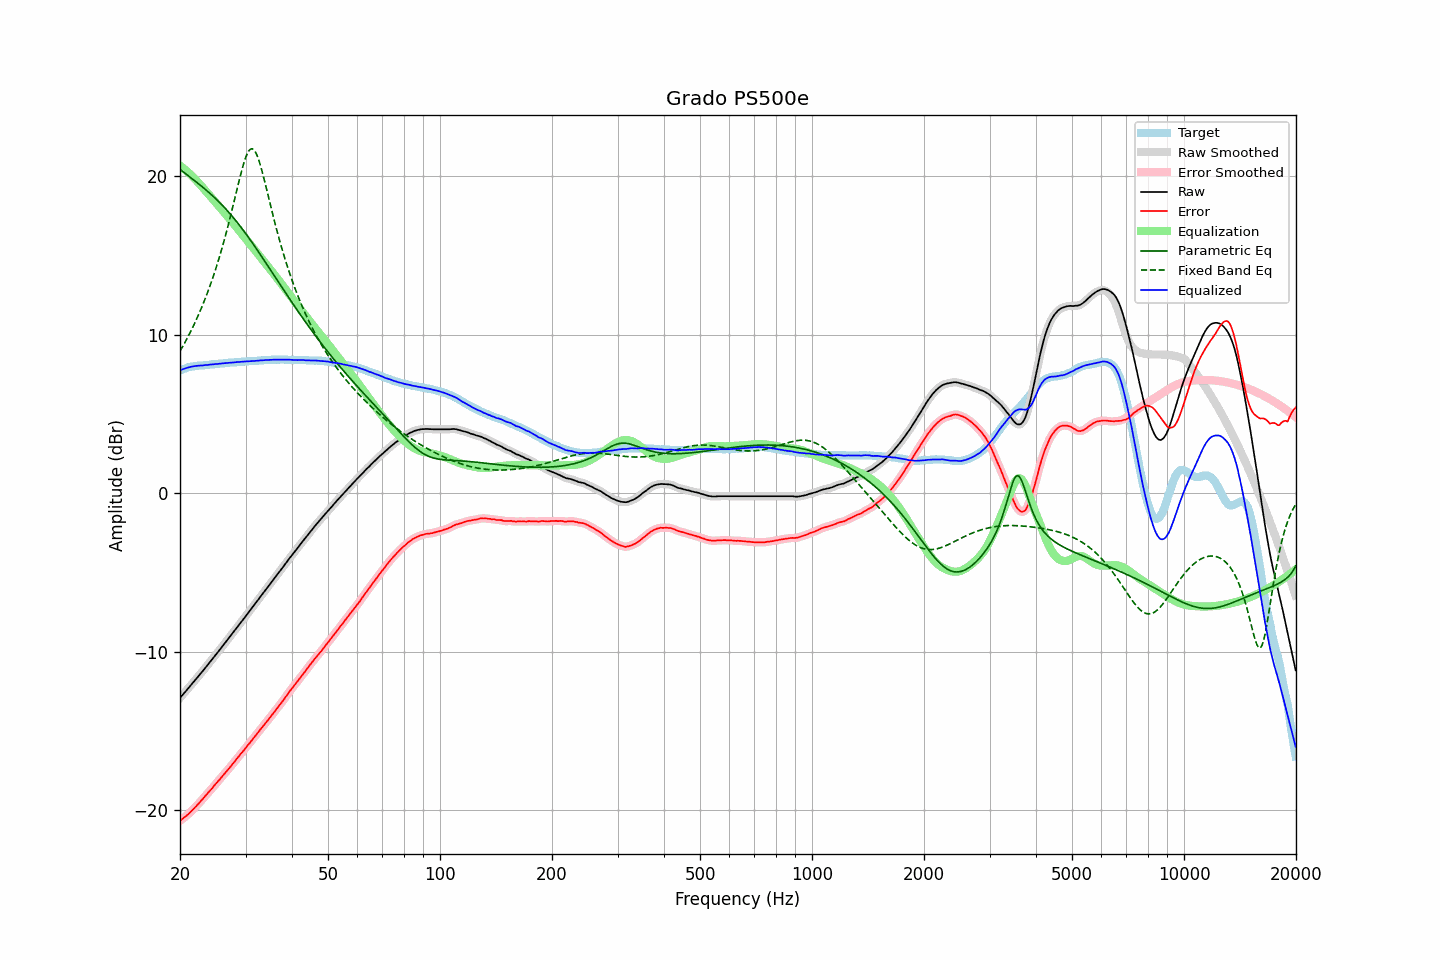 Grado PS500e
Target
Raw Smoothed
Error Smoothed
Raw
Error
Equalization
Parametric Eq
Fixed Band Eq
Equalized
20
10
0
−10
−20
Amplitude (dBr)
20
50
100
200
500
1000
2000
5000
10000
20000
Frequency (Hz)